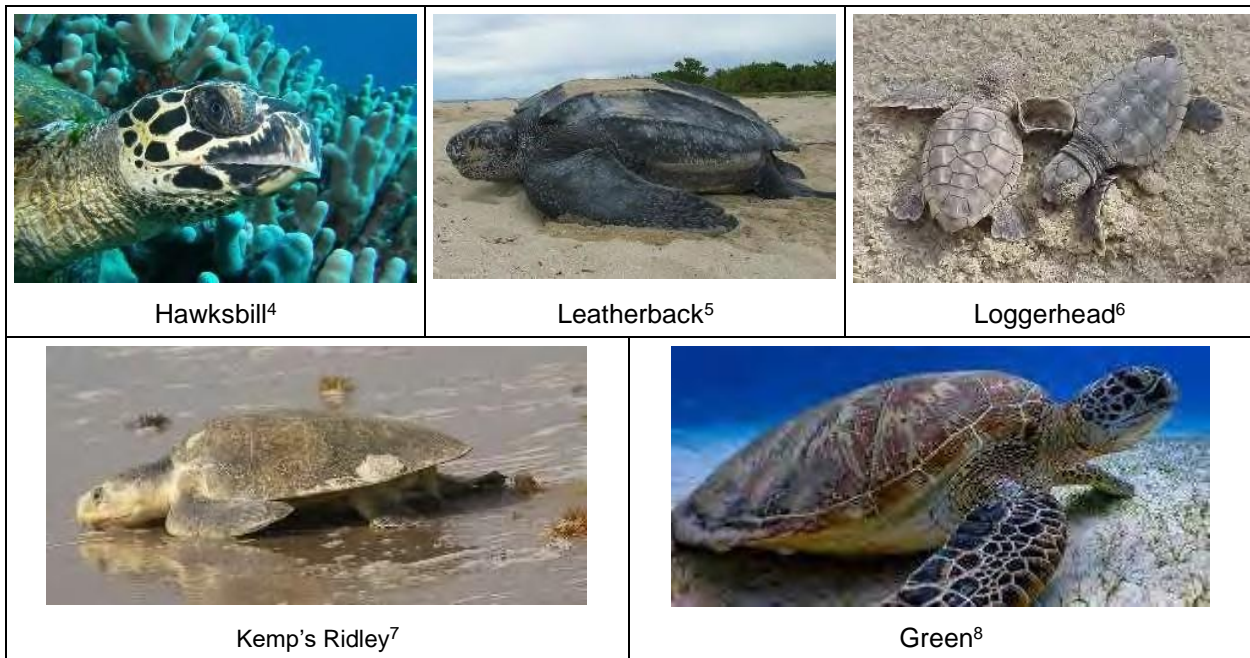 Hawksbill⁴
Leatherback⁵
Loggerhead⁶
Kemp’s Ridley⁷
Green⁸